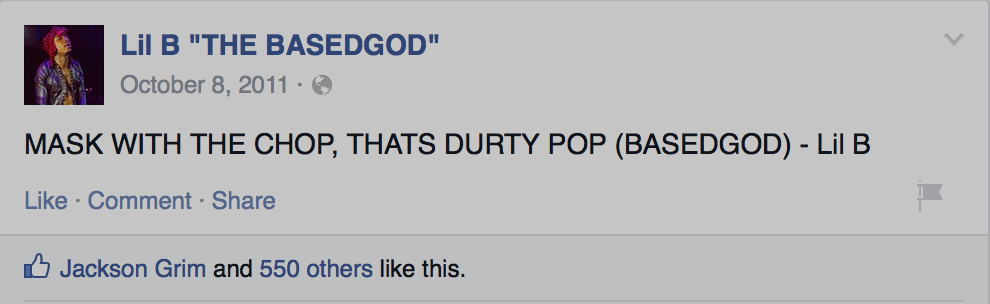 Lil B "THE BASEDGOD"
October 8, 2011 ·
MASK WITH THE CHOP, THATS DURTY POP (BASEDGOD) - Lil B
Like · Comment · Share
Jackson Grim and 550 others like this.